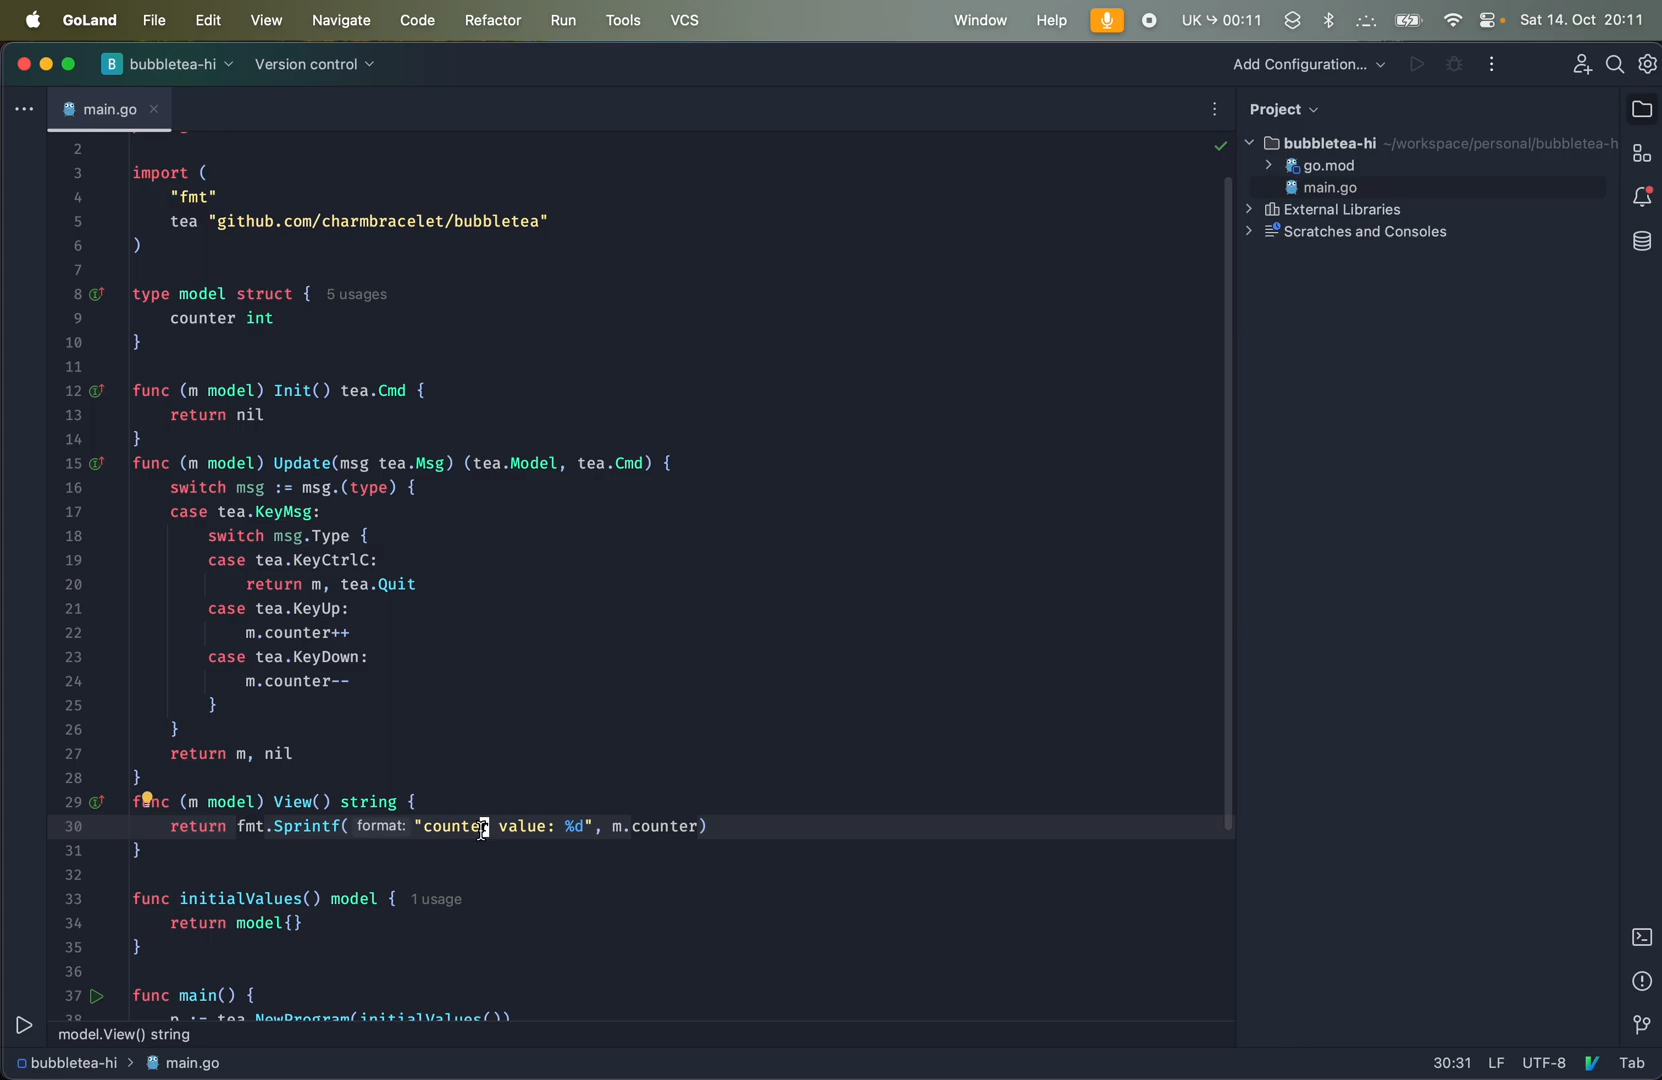 GoLand File Edit View Navigate Code Refactor Run Tools VCS Window Help UK ↪ 00:11 Sat 14. Oct 20:11
B bubbletea-hi Version control Add Configuration...
main.go Project
2
3 import (
4 "fmt"
5 tea "github.com/charmbracelet/bubbletea"
6 )
7
8 type model struct { 5 usages
9 counter int
10 }
11
12 func (m model) Init() tea.Cmd {
13 return nil
14 }
15 func (m model) Update(msg tea.Msg) (tea.Model, tea.Cmd) {
16 switch msg := msg.(type) {
17 case tea.KeyMsg:
18 switch msg.Type {
19 case tea.KeyCtrlC:
20 return m, tea.Quit
21 case tea.KeyUp:
22 m.counter++
23 case tea.KeyDown:
24 m.counter--
25 }
26 }
27 return m, nil
28 }
29 func (m model) View() string {
30 return fmt.Sprintf( format: "counter value: %d", m.counter)
31 }
32
33 func initialValues() model { 1 usage
34 return model{}
35 }
36
37 func main() {
38 p := tea.NewProgram(initialValues())
model.View() string
bubbletea-hi ~/workspace/personal/bubbletea-h
go.mod
main.go
External Libraries
Scratches and Consoles
bubbletea-hi > main.go 30:31 LF UTF-8 Tab